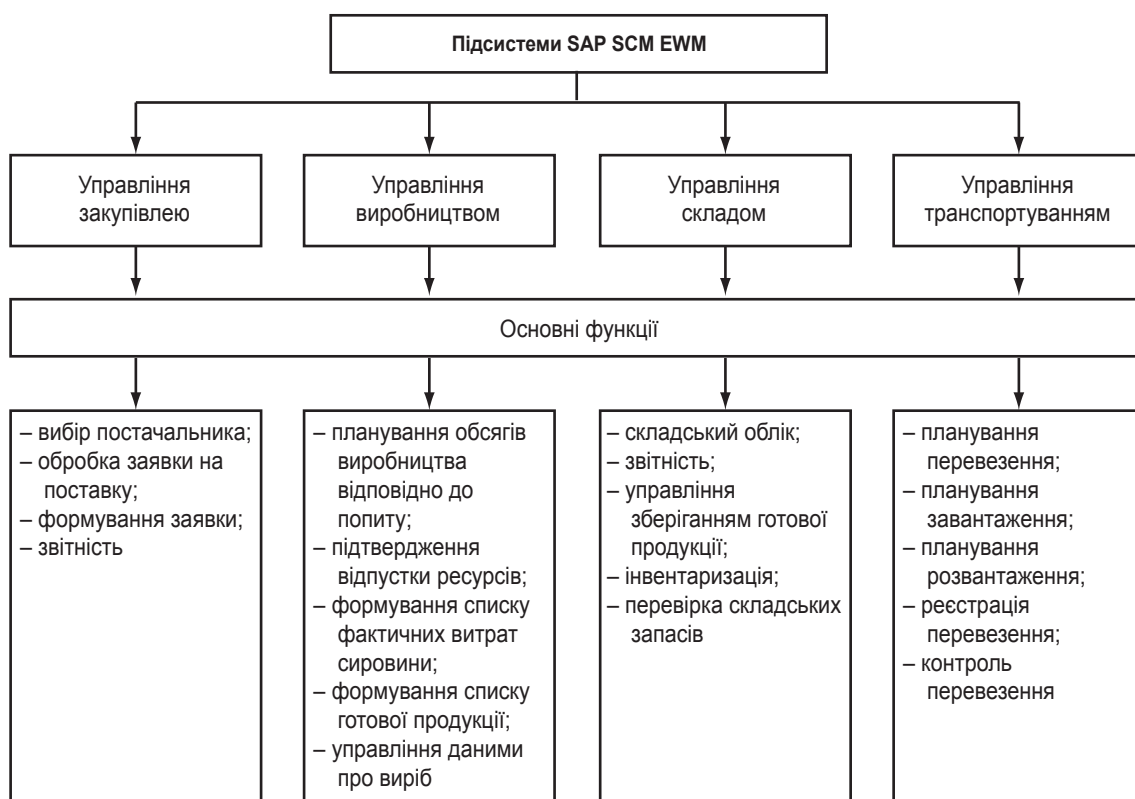 Підсистеми SAP SCM EWM
Управління
закупівлею
Управління
виробництвом
Управління
складом
Управління
транспортуванням
Основні функції
– вибір постачальника;
– обробка заявки на
поставку;
– формування заявки;
– звітність
– планування обсягів
виробництва
відповідно до
попиту;
– підтвердження
відпустки ресурсів;
– формування списку
фактичних витрат
сировини;
– формування списку
готової продукції;
– управління даними
про виріб
– складський облік;
– звітність;
– управління
зберіганням готової
продукції;
– інвентаризація;
– перевірка складських
запасів
– планування
перевезення;
– планування
завантаження;
– планування
розвантаження;
– реєстрація
перевезення;
– контроль
перевезення